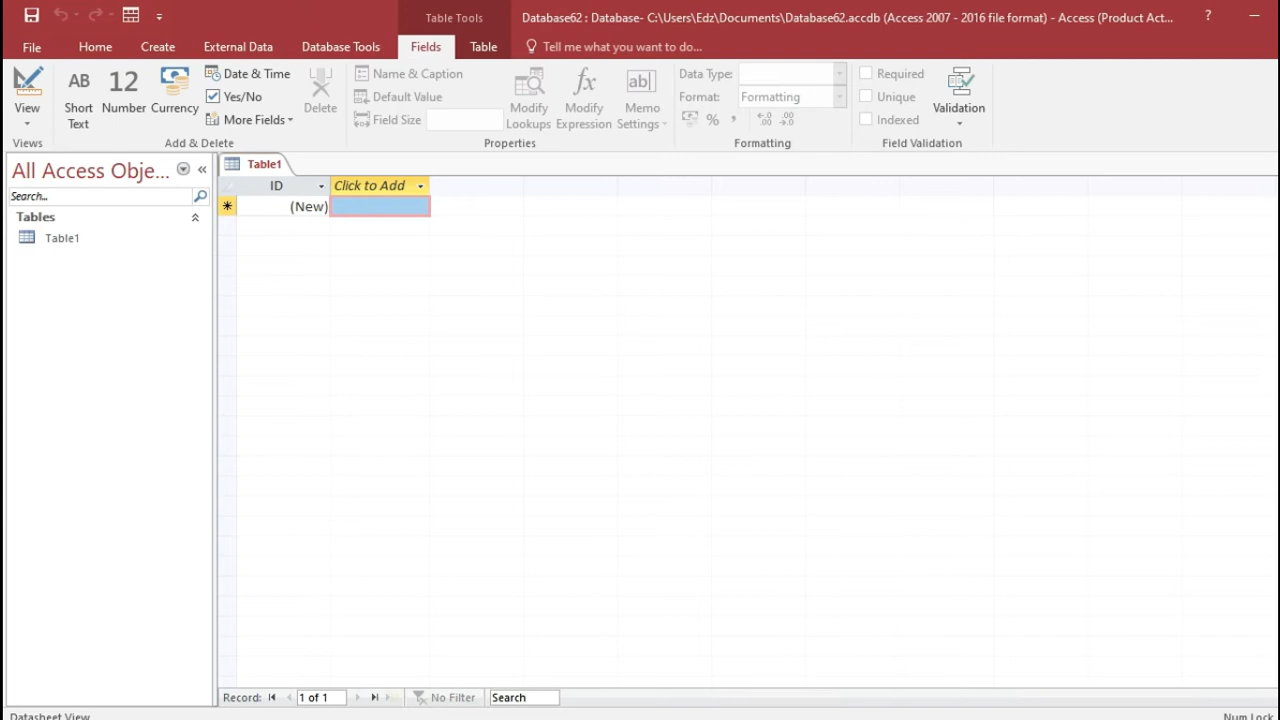 Table Tools
Database62 : Database- C:\Users\Edz\Documents\Database62.accdb (Access 2007 - 2016 file format) - Access (Product Act...
?
File Home Create External Data Database Tools Fields Table Tell me what you want to do...
View
AB Short Text
12 Number
Currency
Date & Time
Yes/No
More Fields
Delete
Name & Caption
Default Value
Field Size
Modify Lookups
fx Modify Expression
ab| Memo Settings
Data Type:
Format: Formatting
% , .00 .00
Required
Unique
Indexed
Validation
Views Add & Delete Properties Formatting Field Validation
All Access Obje...
Search...
Tables
Table1
Table1
ID Click to Add
* (New)
Record: 1 of 1 No Filter Search
Datasheet View Num Lock